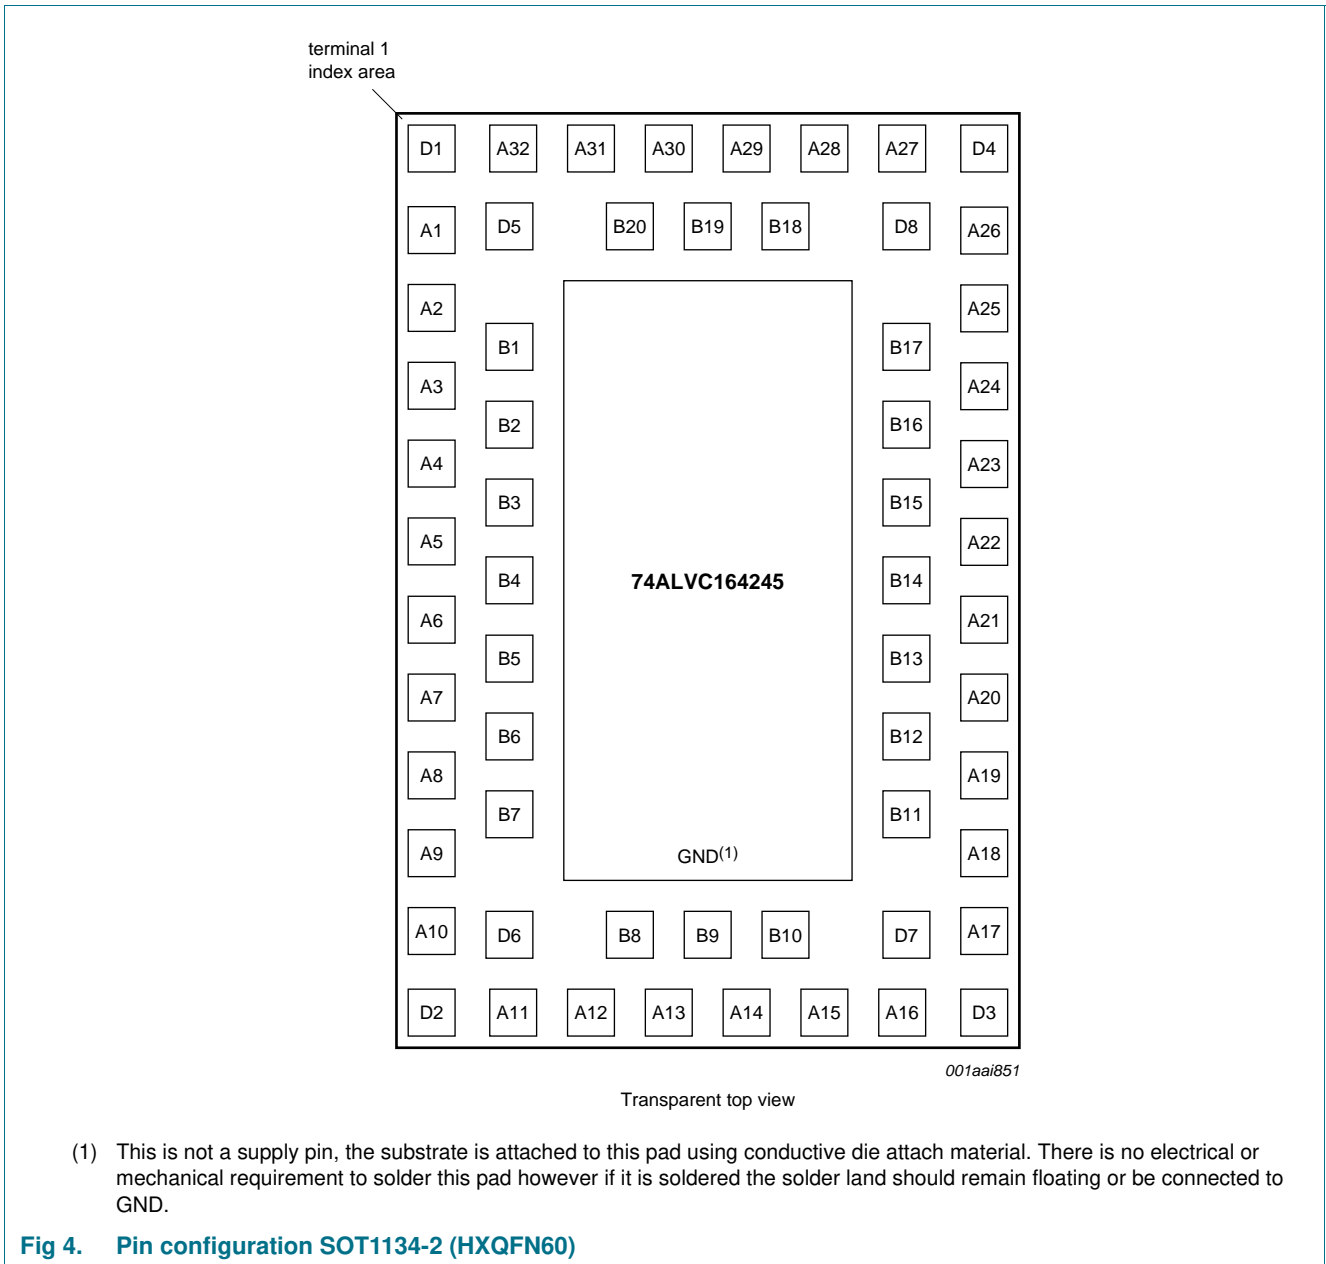 terminal 1
index area
D1 A32 A31 A30 A29 A28 A27 D4
A1 D5 B20 B19 B18 D8 A26
A2 A25
B1 B17
A3 A24
B2 B16
A4 A23
B3 B15
A5 A22
B4 74ALVC164245 B14
A6 A21
B5 B13
A7 A20
B6 B12
A8 A19
B7 B11
A9 GND(1) A18
A10 D6 B8 B9 B10 D7 A17
D2 A11 A12 A13 A14 A15 A16 D3
001aai851
Transparent top view
(1) This is not a supply pin, the substrate is attached to this pad using conductive die attach material. There is no electrical or
mechanical requirement to solder this pad however if it is soldered the solder land should remain floating or be connected to
GND.
Fig 4. Pin configuration SOT1134-2 (HXQFN60)